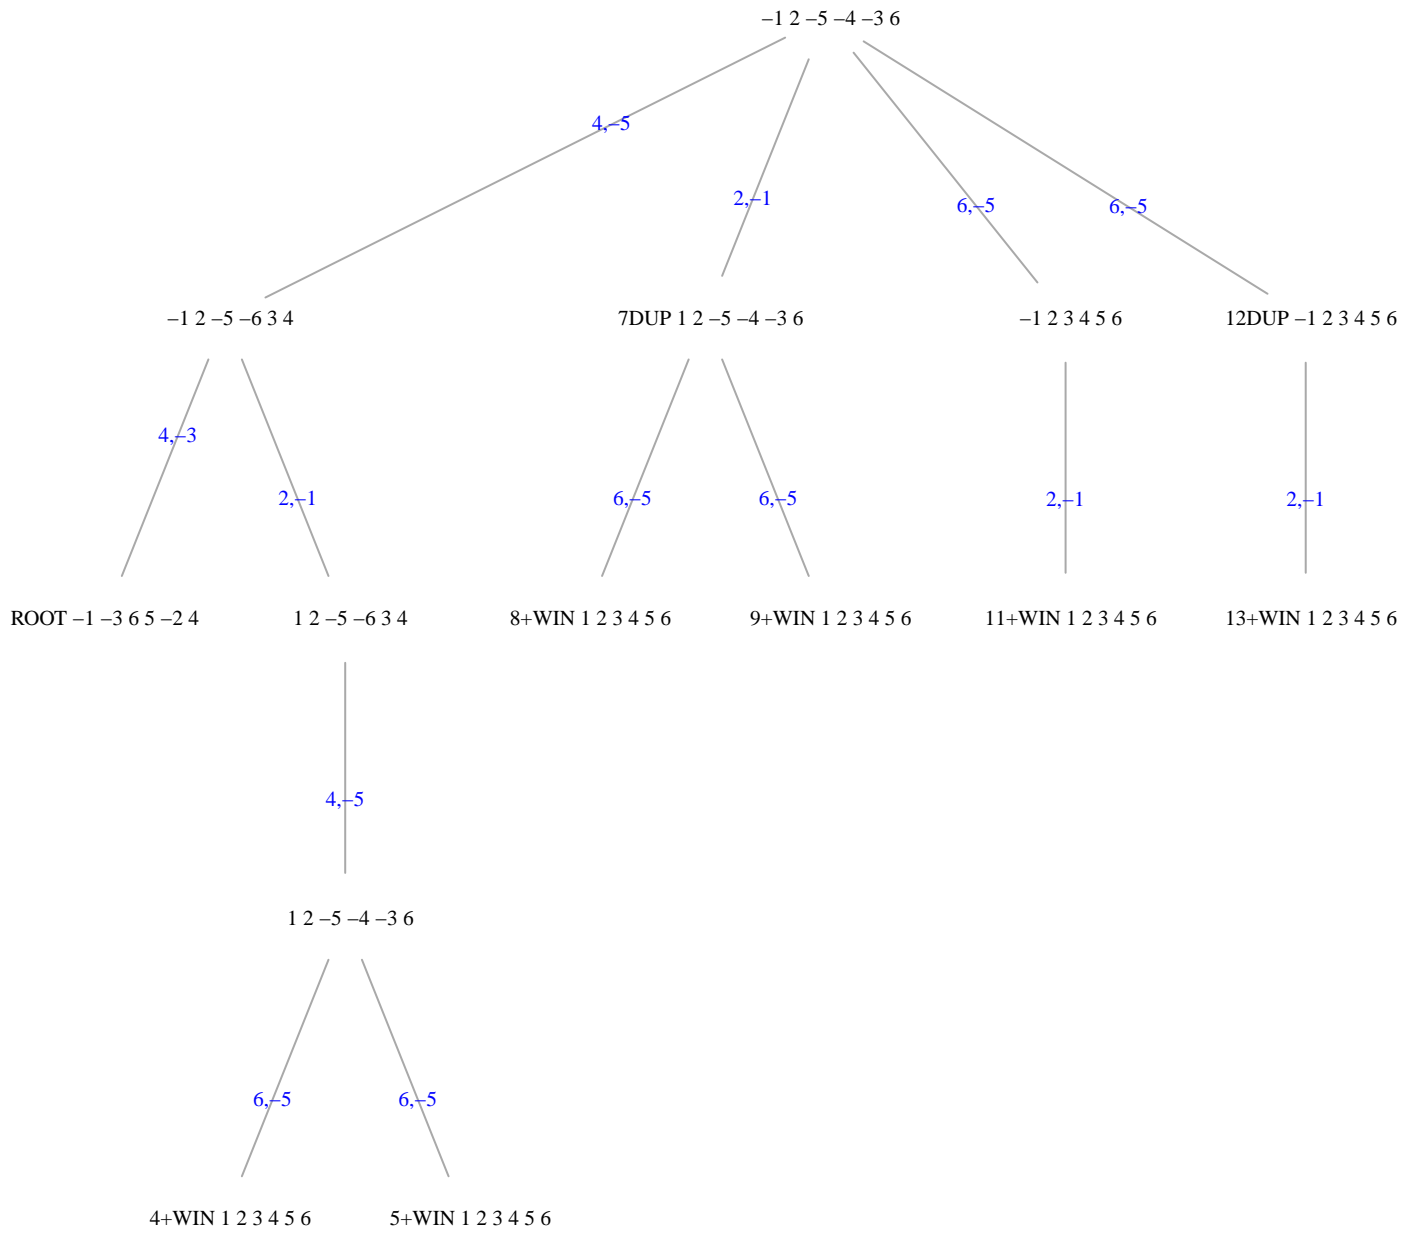 −1 2 −5 −4 −3 6
4,−5
2,−1
6,−5
6,−5
−1 2 −5 −6 3 4
7DUP 1 2 −5 −4 −3 6
−1 2 3 4 5 6
12DUP −1 2 3 4 5 6
4,−3
2,−1
6,−5
6,−5
2,−1
2,−1
ROOT −1 −3 6 5 −2 4
1 2 −5 −6 3 4
8+WIN 1 2 3 4 5 6
9+WIN 1 2 3 4 5 6
11+WIN 1 2 3 4 5 6
13+WIN 1 2 3 4 5 6
4,−5
1 2 −5 −4 −3 6
6,−5
6,−5
4+WIN 1 2 3 4 5 6
5+WIN 1 2 3 4 5 6